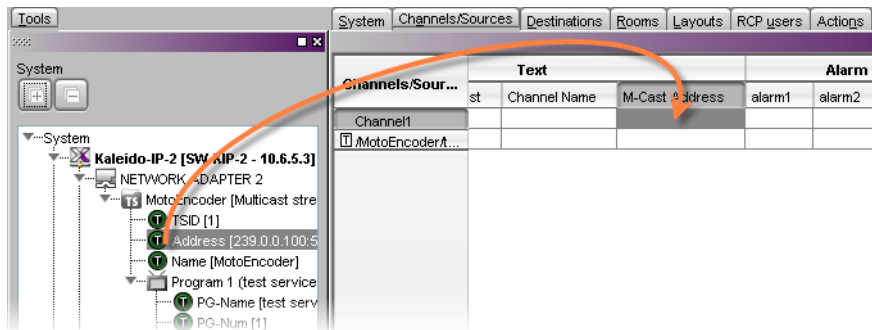 Tools
System Channels/Sources Destinations Rooms Layouts RCP users Actions
System
Channels/Sour... Text Alarm
st Channel Name M-Cast Address alarm1 alarm2
Channel1
T /MotoEncoder/t...
System
Kaleido-IP-2 [SW-KIP-2 - 10.6.5.3]
NETWORK ADAPTER 2
TS MotoEncoder [Multicast stre
T TSID [1]
T Address [239.0.0.100:5
T Name [MotoEncoder]
Program 1 (test service
T PG-Name [test serv
T PG-Num [1]